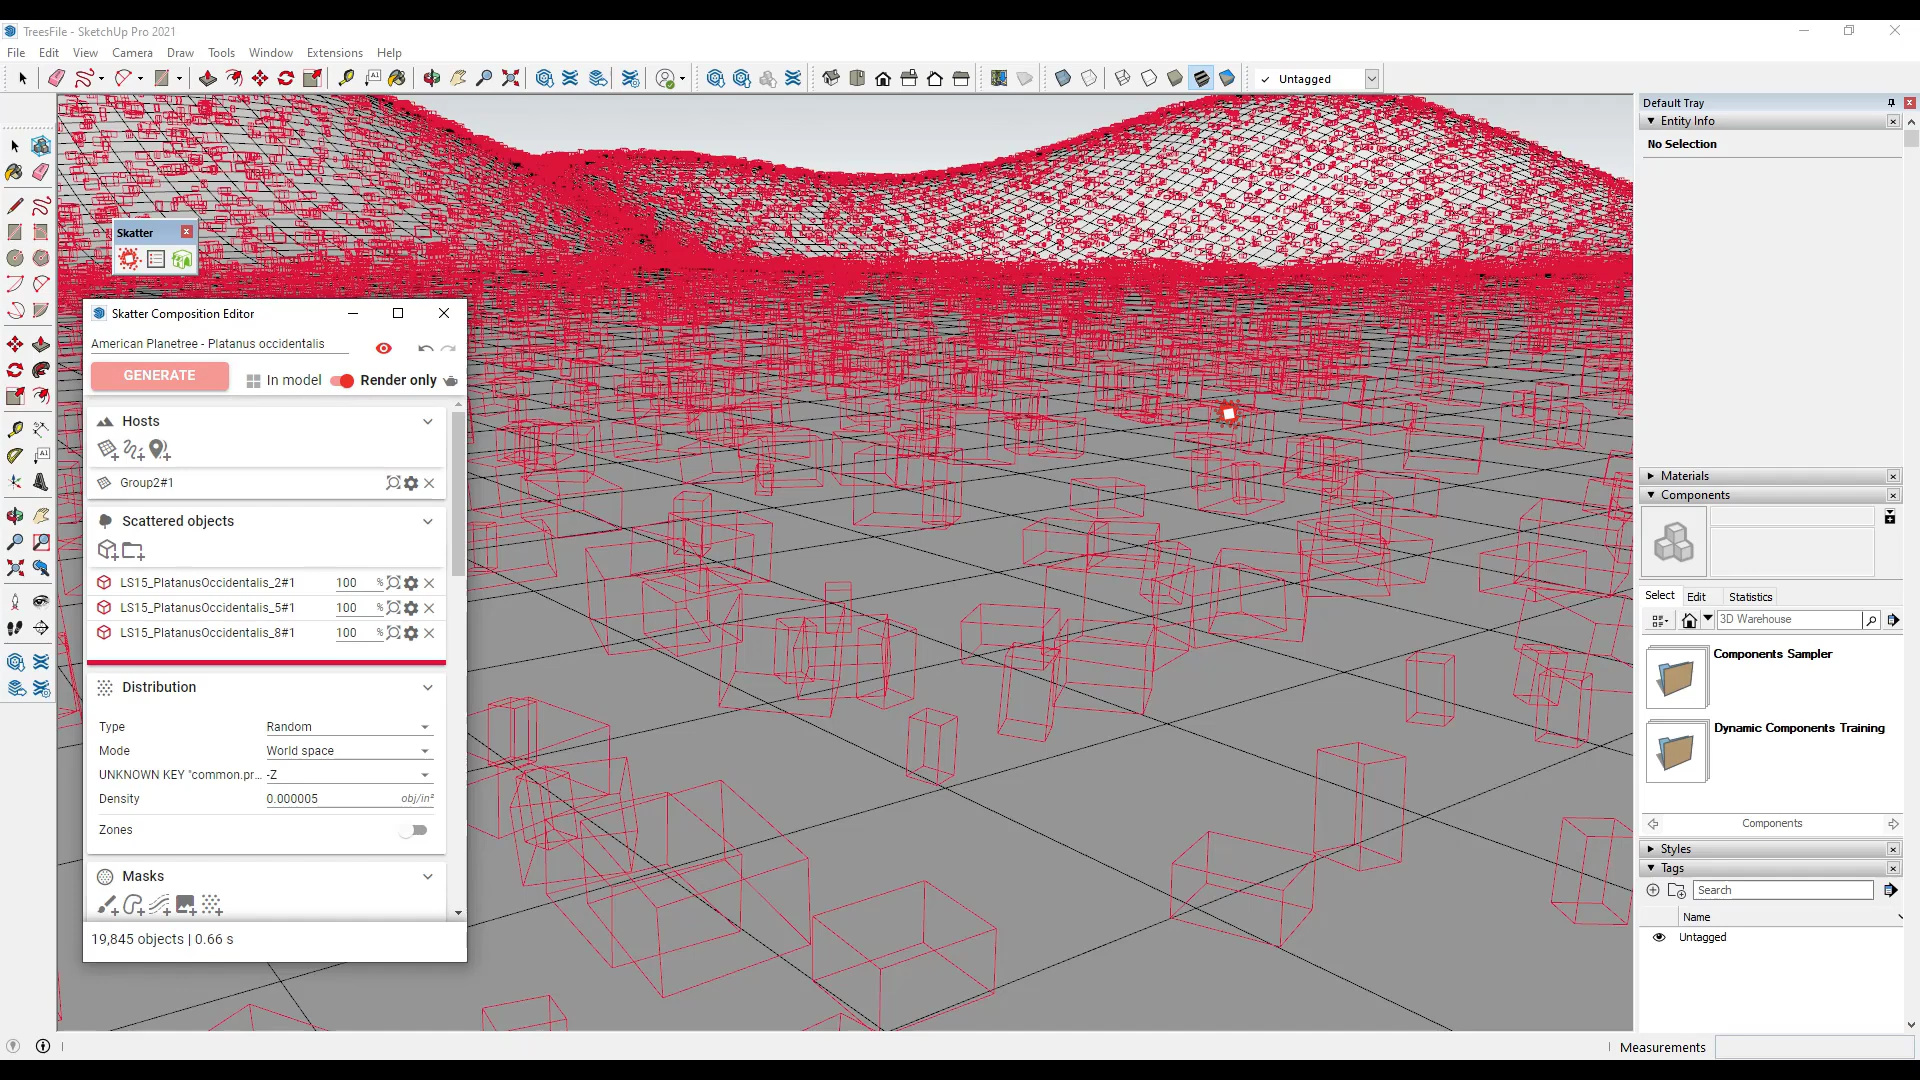 TreesFile - SketchUp Pro 2021
File Edit View Camera Draw Tools Window Extensions Help
Untagged
Default Tray
Entity Info
No Selection
Skatter
Skatter Composition Editor
American Planetree - Platanus occidentalis
GENERATE
In model
Render only
Hosts
Group2#1
Scattered objects
LS15_PlatanusOccidentalis_2#1 100 %
LS15_PlatanusOccidentalis_5#1 100 %
LS15_PlatanusOccidentalis_8#1 100 %
Distribution
Type Random
Mode World space
UNKNOWN KEY "common.pr... -Z
Density 0.000005 obj/in²
Zones
Masks
19,845 objects | 0.66 s
Materials
Components
Select Edit Statistics
3D Warehouse
Components Sampler
Dynamic Components Training
Components
Styles
Tags
Search
Name
Untagged
Measurements